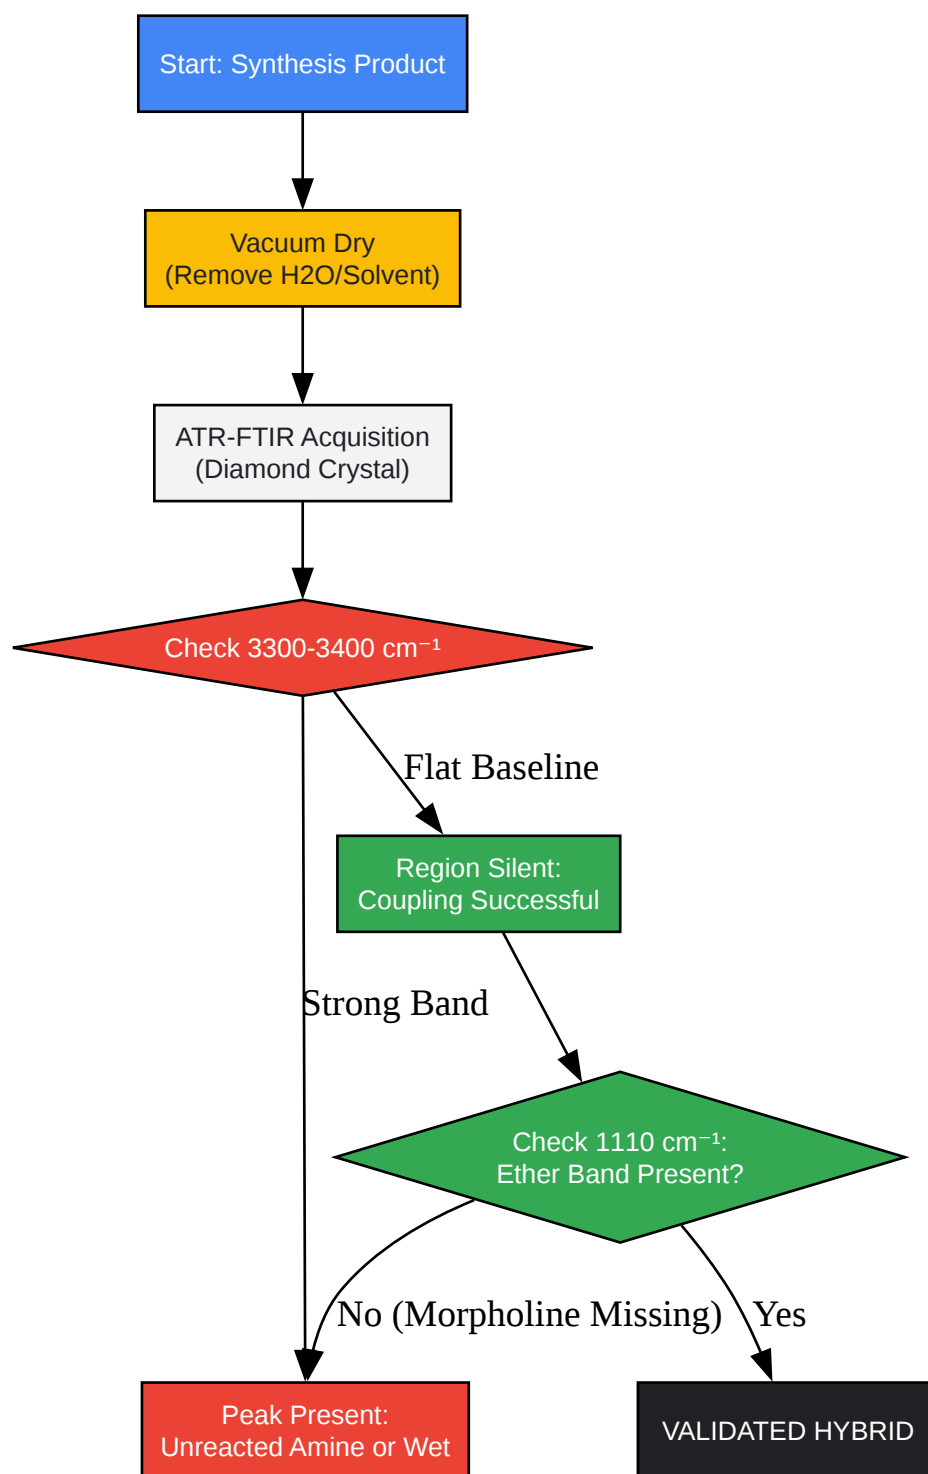 Start: Synthesis Product
Vacuum Dry
(Remove H2O/Solvent)
ATR-FTIR Acquisition
(Diamond Crystal)
Check 3300-3400 cm⁻¹
Flat Baseline
Region Silent:
Coupling Successful
Strong Band
Check 1110 cm⁻¹:
Ether Band Present?
No (Morpholine Missing)
Yes
Peak Present:
Unreacted Amine or Wet
VALIDATED HYBRID